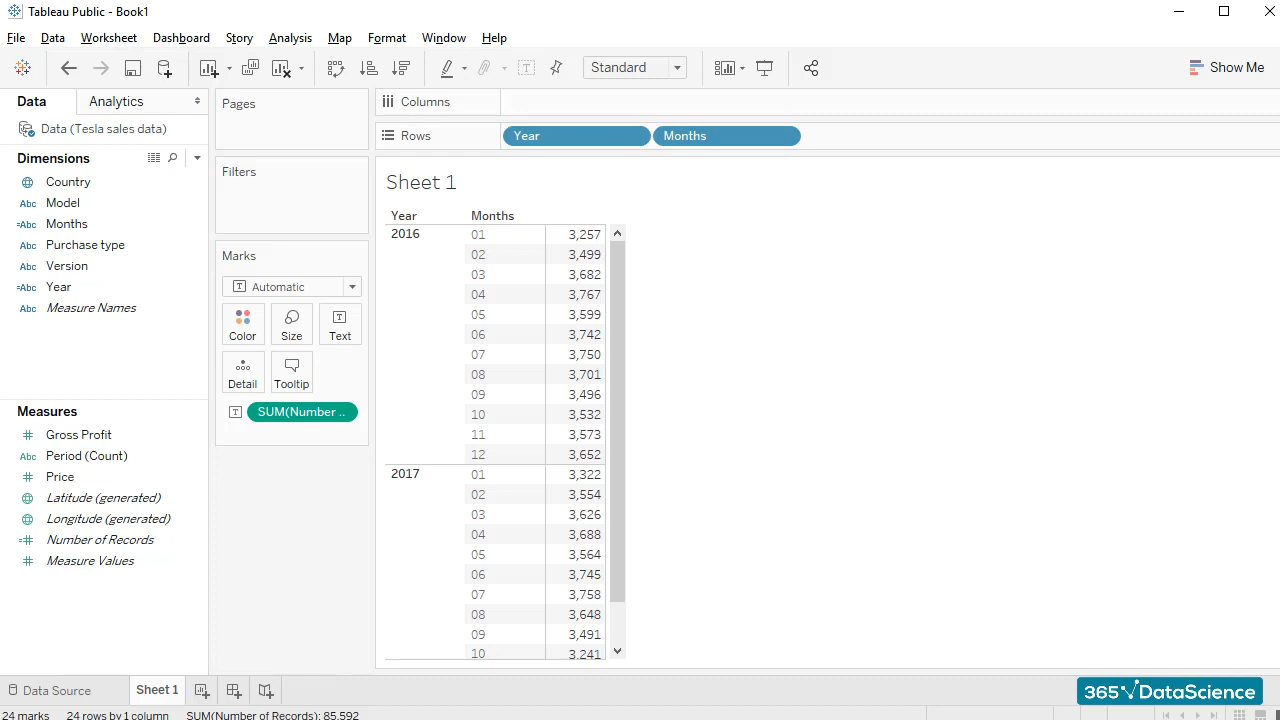 Tableau Public - Book1
File Data Worksheet Dashboard Story Analysis Map Format Window Help
Standard
Show Me
Data Analytics
Data (Tesla sales data)
Dimensions
Country
Abc Model
=Abc Months
Abc Purchase type
Abc Version
=Abc Year
Abc Measure Names
Measures
# Gross Profit
Abc Period (Count)
# Price
Latitude (generated)
Longitude (generated)
=# Number of Records
# Measure Values
Pages
Filters
Marks
T Automatic
Color Size T Text
Detail Tooltip
T SUM(Number ..
Columns
Rows Year Months
Sheet 1
Year Months
2016 01 3,257
02 3,499
03 3,682
04 3,767
05 3,599
06 3,742
07 3,750
08 3,701
09 3,496
10 3,532
11 3,573
12 3,652
2017 01 3,322
02 3,554
03 3,626
04 3,688
05 3,564
06 3,745
07 3,758
08 3,648
09 3,491
10 3,241
Data Source Sheet 1
365 DataScience
24 marks 24 rows by 1 column SUM(Number of Records): 85,592